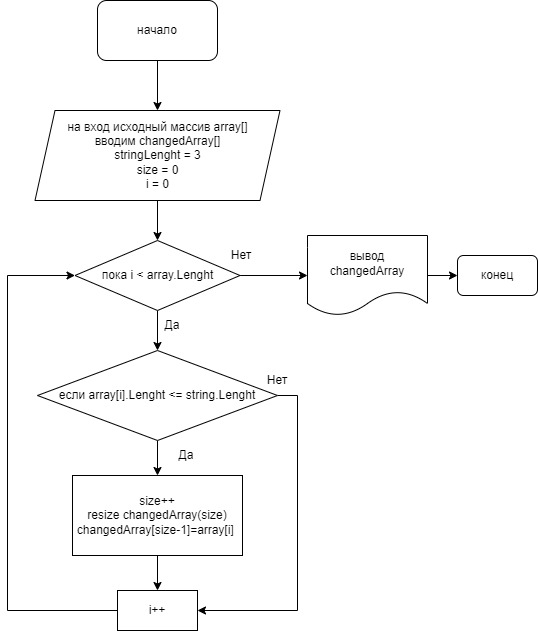 начало
на вход исходный массив array[]
вводим changedArray[]
stringLenght = 3
size = 0
i = 0
пока i < array.Lenght
Нет
вывод
changedArray
конец
Да
если array[i].Lenght <= string.Lenght
Нет
Да
size++
resize changedArray(size)
changedArray[size-1]=array[i]
i++